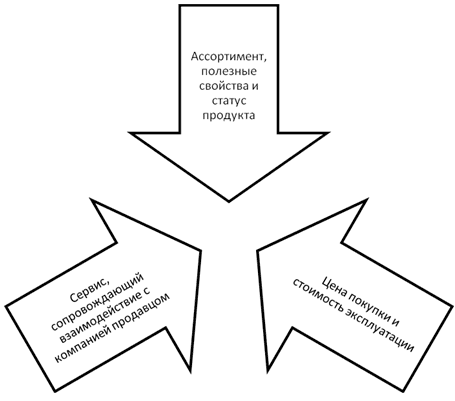 Ассортимент,
полезные
свойства и
статус
продукта
Сервис,
сопровождающий
взаимодействие с
компанией продавцом
Цена покупки и
стоимость эксплуатации